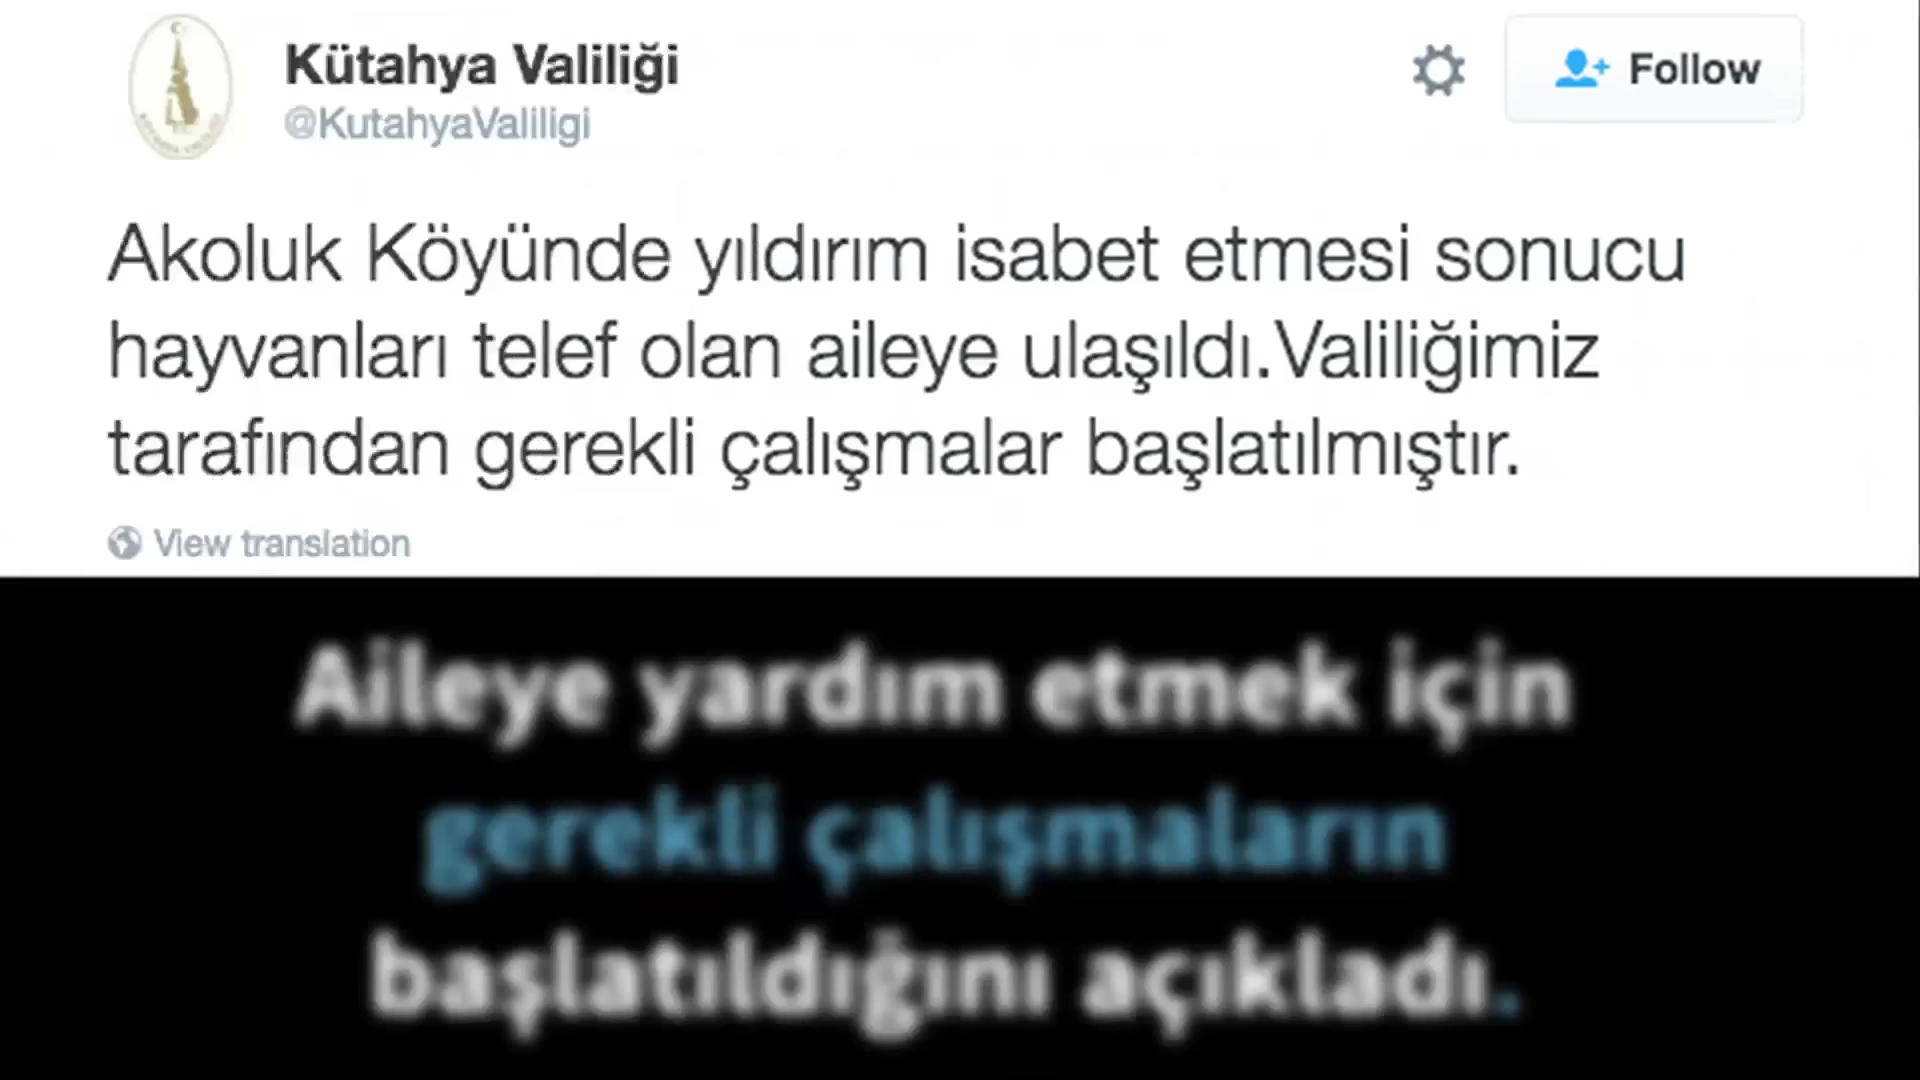 Kütahya Valiliği
@KutahyaValiligi
Follow
Akoluk Köyünde yıldırım isabet etmesi sonucu
hayvanları telef olan aileye ulaşıldı.Valiliğimiz
tarafından gerekli çalışmalar başlatılmıştır.
View translation
Aileye yardım etmek için
gerekli çalışmaların
başlatıldığını açıkladı.